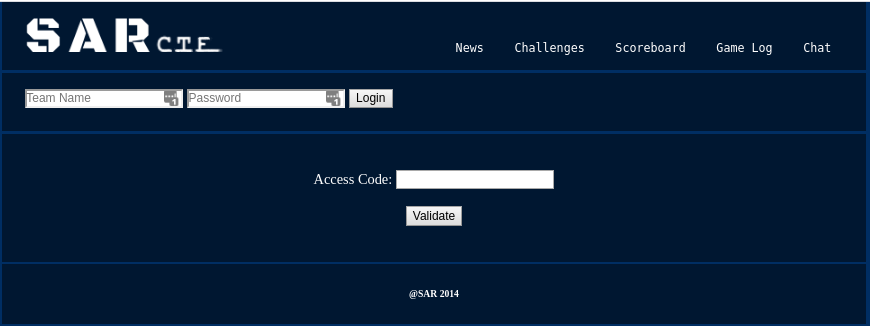 SAR CTF
News Challenges Scoreboard Game Log Chat
Team Name Password Login
Access Code:
Validate
@SAR 2014